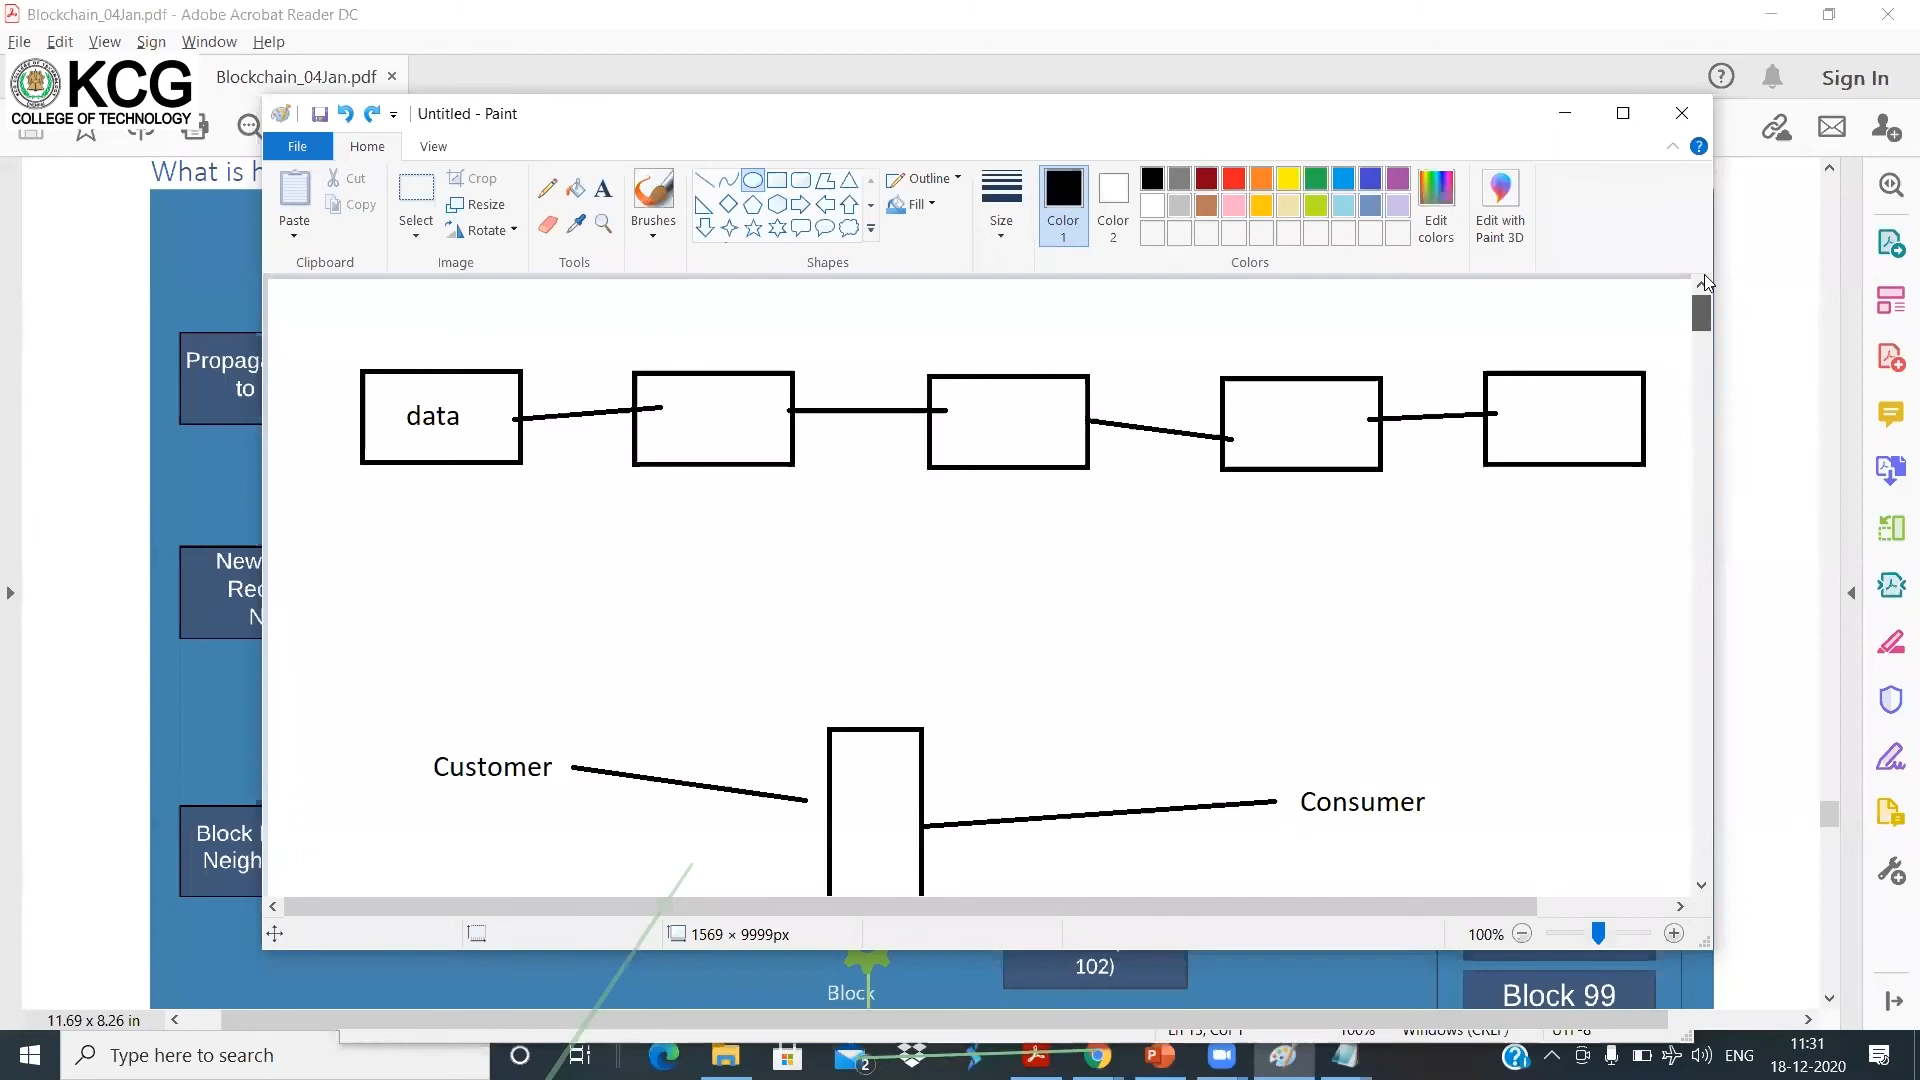 Blockchain_04Jan.pdf - Adobe Acrobat Reader DC
File Edit View Sign Window Help
KCG
COLLEGE OF TECHNOLOGY
Blockchain_04Jan.pdf
Sign In
Untitled - Paint
File Home View
Paste
Cut
Copy
Clipboard
Select
Crop
Resize
Rotate
Image
Tools
Brushes
Shapes
Outline
Fill
Size
Color 1
Color 2
Edit colors
Colors
Edit with Paint 3D
What is
Propaga
to
New
Rec
N
Block
Neigh
data
Customer
Consumer
1569 × 9999px
100%
102)
Block
Block 99
11.69 x 8.26 in
100%
Type here to search
2
ENG
11:31
18-12-2020